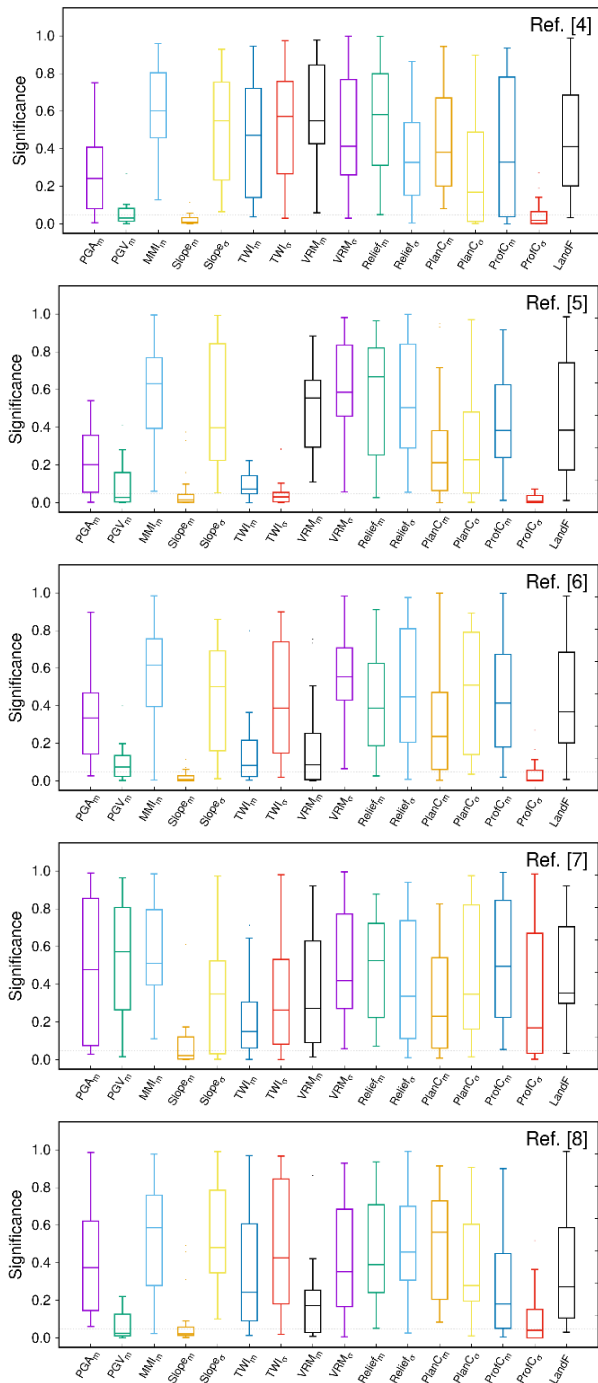 Ref. [4]
Significance
1.0
0.8
0.6
0.4
0.2
0.0
PGAm PGVm MMIm Slopem Slopeσ TWIm TWIσ VRMm VRMσ Reliefm Reliefσ PlanCm PlanCσ ProfCm ProfCσ LandF
Ref. [5]
Significance
1.0
0.8
0.6
0.4
0.2
0.0
PGAm PGVm MMIm Slopem Slopeσ TWIm TWIσ VRMm VRMσ Reliefm Reliefσ PlanCm PlanCσ ProfCm ProfCσ LandF
Ref. [6]
Significance
1.0
0.8
0.6
0.4
0.2
0.0
PGAm PGVm MMIm Slopem Slopeσ TWIm TWIσ VRMm VRMσ Reliefm Reliefσ PlanCm PlanCσ ProfCm ProfCσ LandF
Ref. [7]
Significance
1.0
0.8
0.6
0.4
0.2
0.0
PGAm PGVm MMIm Slopem Slopeσ TWIm TWIσ VRMm VRMσ Reliefm Reliefσ PlanCm PlanCσ ProfCm ProfCσ LandF
Ref. [8]
Significance
1.0
0.8
0.6
0.4
0.2
0.0
PGAm PGVm MMIm Slopem Slopeσ TWIm TWIσ VRMm VRMσ Reliefm Reliefσ PlanCm PlanCσ ProfCm ProfCσ LandF